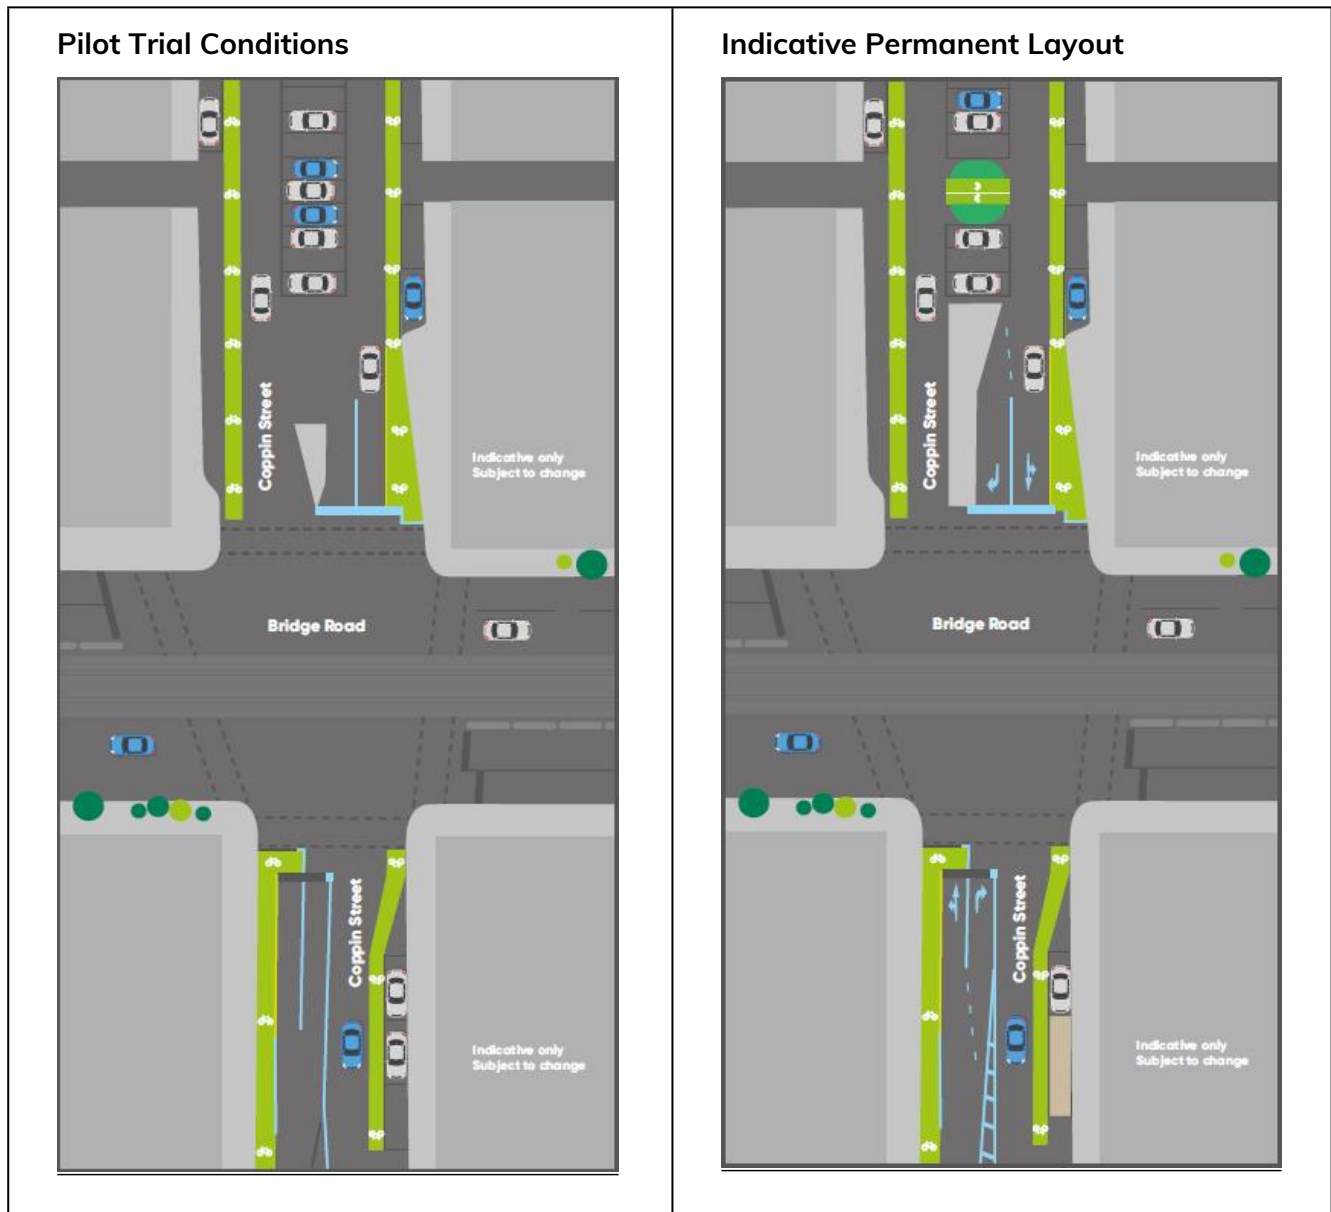 Pilot Trial Conditions
Coppin Street
Indicative only
Subject to change
Bridge Road
Coppin Street
Indicative only
Subject to change
Indicative Permanent Layout
Coppin Street
Indicative only
Subject to change
Bridge Road
Coppin Street
Indicative only
Subject to change